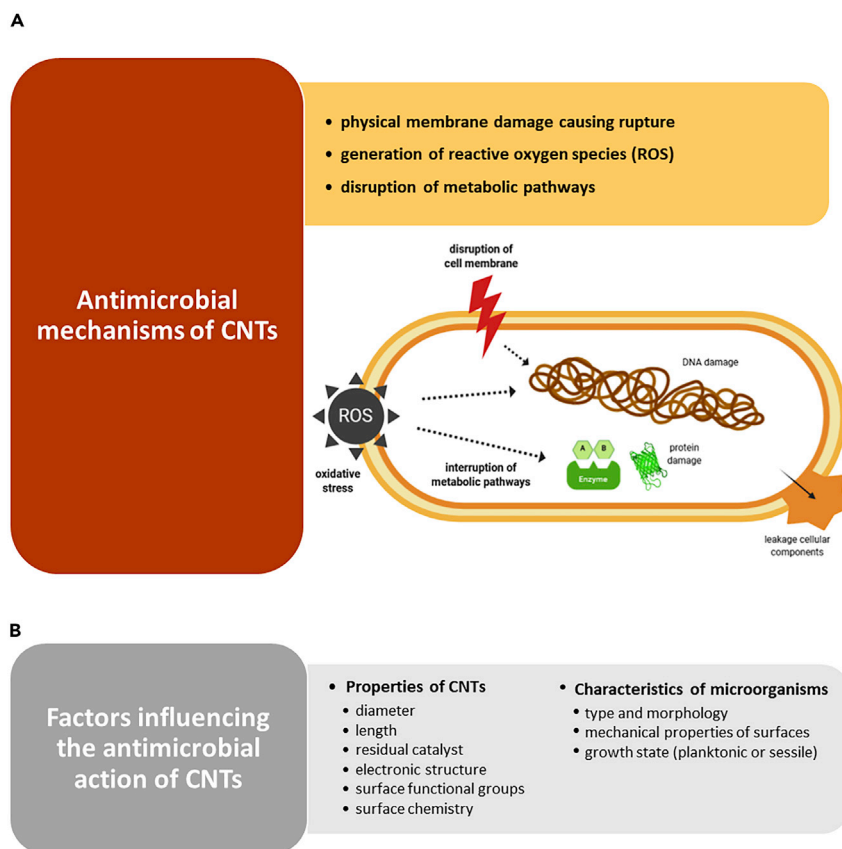 A
Antimicrobial
mechanisms of CNTs
• physical membrane damage causing rupture
• generation of reactive oxygen species (ROS)
• disruption of metabolic pathways
disruption of
cell membrane
DNA damage
ROS
oxidative
stress
interruption of
metabolic pathways
A B
Enzyme
protein
damage
leakage cellular
components
B
Factors influencing
the antimicrobial
action of CNTs
• Properties of CNTs
• diameter
• length
• residual catalyst
• electronic structure
• surface functional groups
• surface chemistry
• Characteristics of microorganisms
• type and morphology
• mechanical properties of surfaces
• growth state (planktonic or sessile)